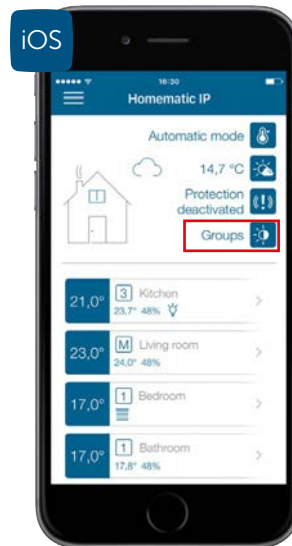 iOS
16:30
Homematic IP
Automatic mode
14,7 °C
Protection
deactivated
Groups
21,0°
3 Kitchen
23,7° 48%
23,0°
M Living room
24,0° 48%
17,0°
1 Bedroom
17,0°
1 Bathroom
17,8° 48%